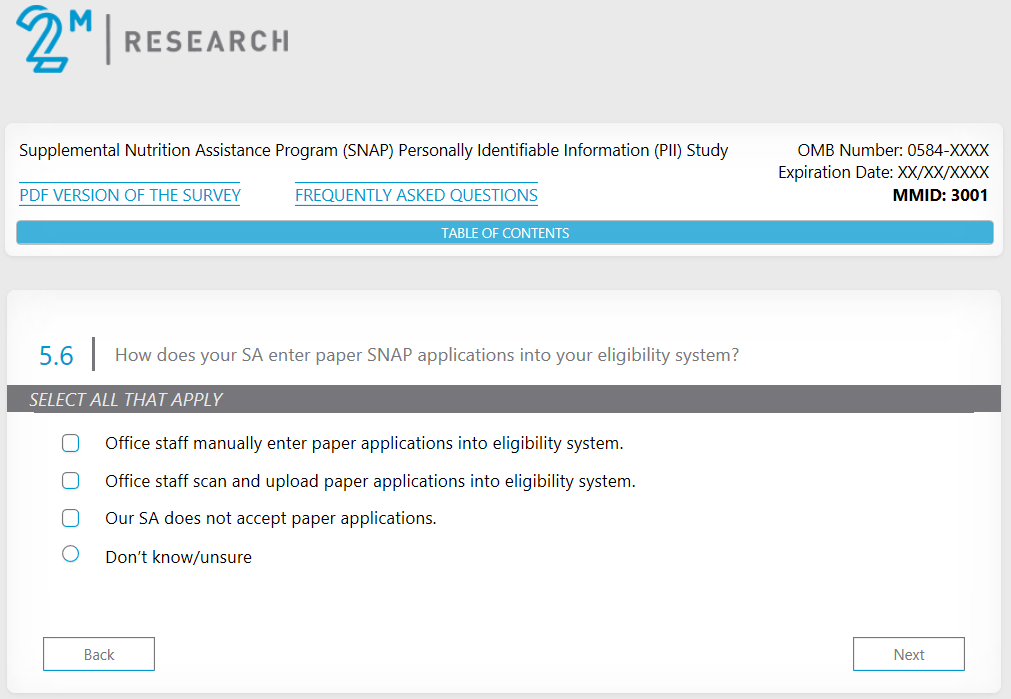 2M RESEARCH
Supplemental Nutrition Assistance Program (SNAP) Personally Identifiable Information (PII) Study
OMB Number: 0584-XXXX
Expiration Date: XX/XX/XXXX
PDF VERSION OF THE SURVEY
FREQUENTLY ASKED QUESTIONS
MMID: 3001
TABLE OF CONTENTS
5.6 How does your SA enter paper SNAP applications into your eligibility system?
SELECT ALL THAT APPLY
Office staff manually enter paper applications into eligibility system.
Office staff scan and upload paper applications into eligibility system.
Our SA does not accept paper applications.
Don’t know/unsure
Back
Next